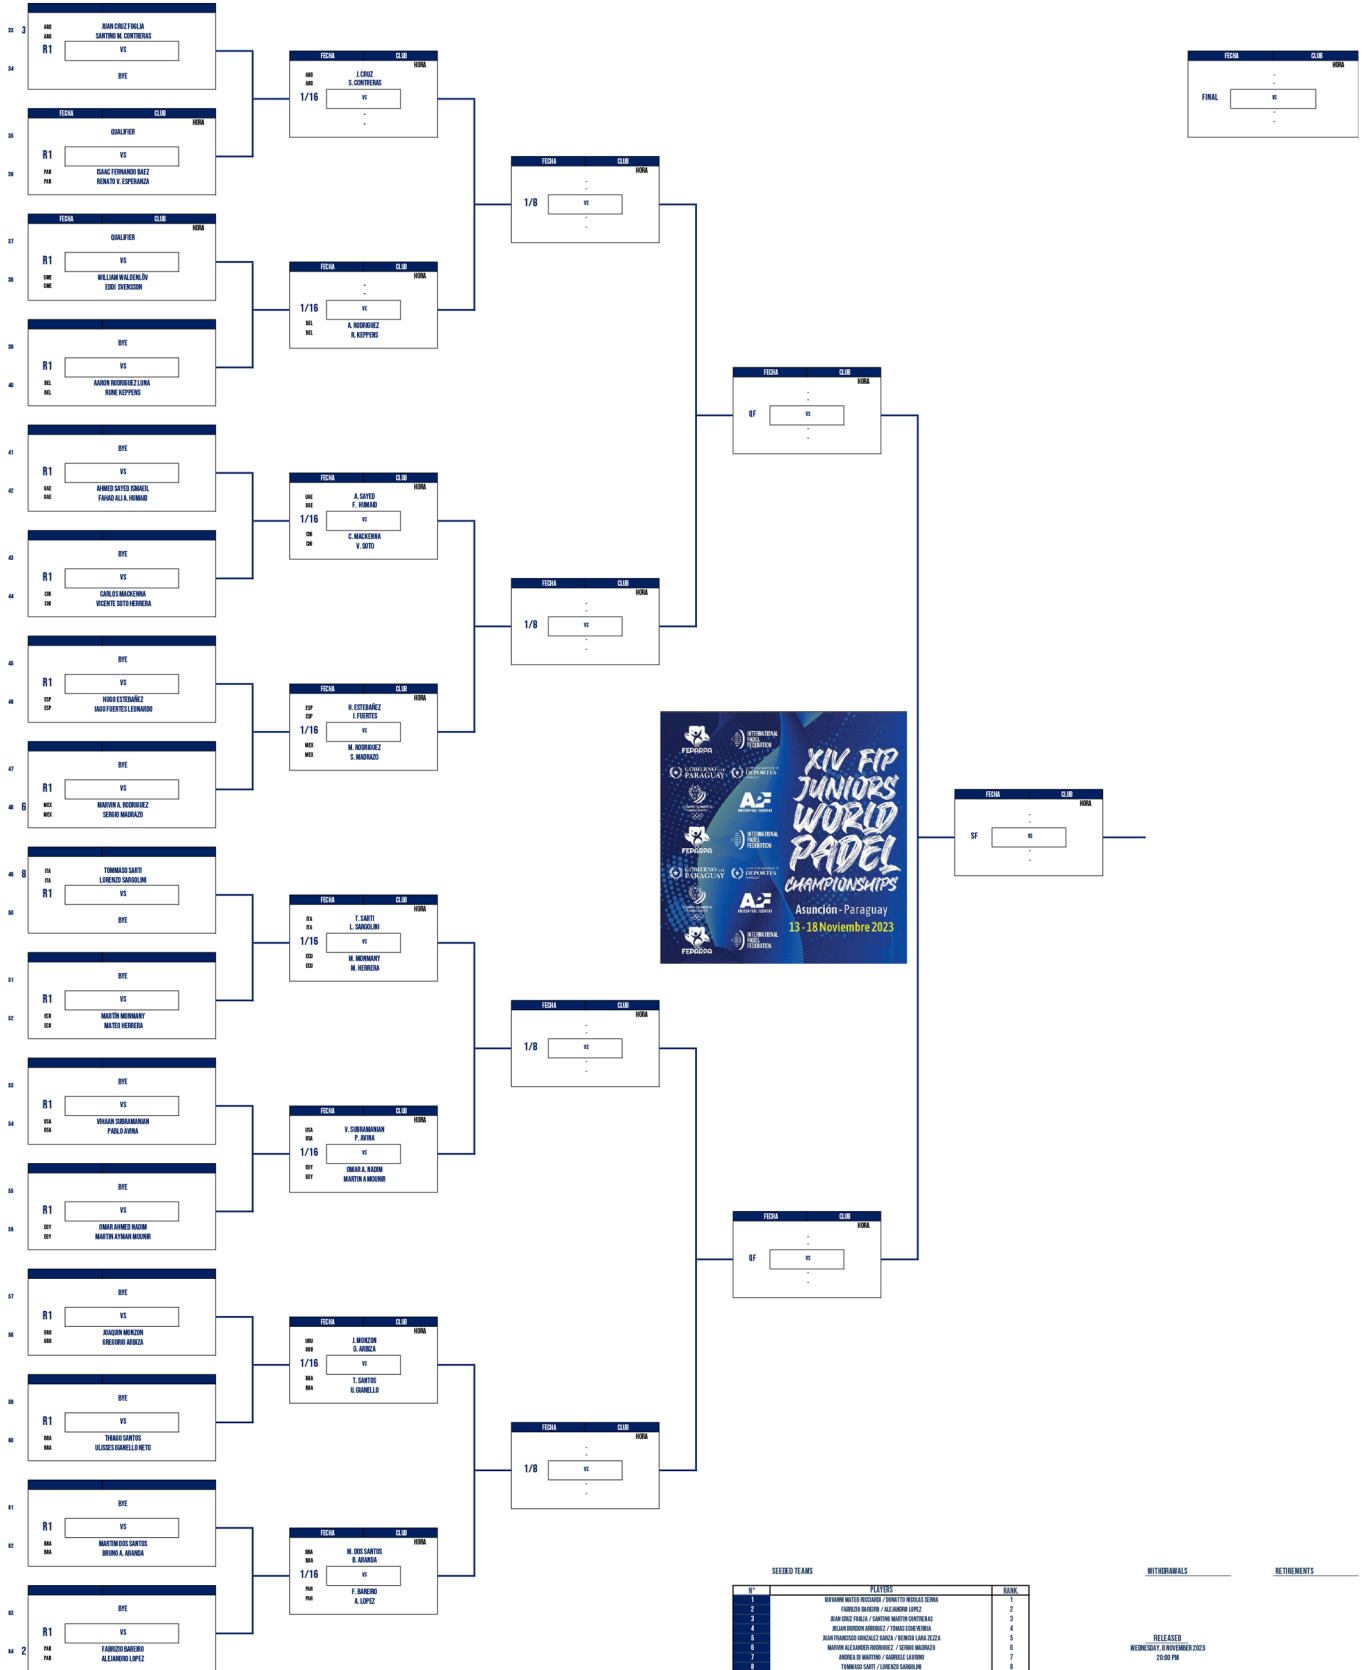 33 3 ARG JUAN CRUZ FOGLIA
ARG SANTINO M. CONTRERAS
R1 VS
34 BYE
FECHA CLUB
HORA
35 QUALIFIER
R1 VS
36 PAR ISAAC FERNANDO BAEZ
PAR RENATO V. ESPERANZA
FECHA CLUB
HORA
37 QUALIFIER
R1 VS
38 SWE WILLIAM WALDENLÖV
SWE EDDI SVENSSON
39 BYE
R1 VS
40 BEL AARON RODRIGUEZ LUNA
BEL RUNE KEPPENS
41 BYE
R1 VS
42 UAE AHMED SAYED ISMAEIL
UAE FAHAD ALI A. HUMAID
43 BYE
R1 VS
44 CHI CARLOS MACKENNA
CHI VICENTE SOTO HERRERA
45 BYE
R1 VS
46 ESP HUGO ESTEBAÑEZ
ESP IAGO FUERTES LEONARDO
47 BYE
R1 VS
48 6 MEX MARVIN A. RODRIGUEZ
MEX SERGIO MADRAZO
49 8 ITA TOMMASO SARTI
ITA LORENZO SARGOLINI
R1 VS
50 BYE
51 BYE
R1 VS
52 ECU MARTÍN MONMANY
ECU MATEO HERRERA
53 BYE
R1 VS
54 USA VIHAAN SUBRAMANIAN
USA PABLO AVINA
55 BYE
R1 VS
56 EGY OMAR AHMED NADIM
EGY MARTIN AYMAN MOUNIR
57 BYE
R1 VS
58 URU JOAQUIN MONZON
URU GREGORIO ARBIZA
59 BYE
R1 VS
60 BRA THIAGO SANTOS
BRA ULISSES GIANELLO NETO
61 BYE
R1 VS
62 BRA MARTIM DOS SANTOS
BRA BRUNO A. ARANDA
63 BYE
R1 VS
64 2 PAR FABRIZIO BAREIRO
PAR ALEJANDRO LOPEZ
FECHA CLUB
HORA
ARG J. CRUZ
ARG S. CONTRERAS
1/16 VS
-
-
FECHA CLUB
HORA
-
-
1/16 VS
BEL A. RODRIGUEZ
BEL R. KEPPENS
FECHA CLUB
HORA
UAE A. SAYED
UAE F. HUMAID
1/16 VS
CHI C. MACKENNA
CHI V. SOTO
FECHA CLUB
HORA
ESP H. ESTEBAÑEZ
ESP I. FUERTES
1/16 VS
MEX M. RODRIGUEZ
MEX S. MADRAZO
FECHA CLUB
HORA
ITA T. SARTI
ITA L. SARGOLINI
1/16 VS
ECU M. MONMANY
ECU M. HERRERA
FECHA CLUB
HORA
USA V. SUBRAMANIAN
USA P. AVINA
1/16 VS
EGY OMAR A. NADIM
EGY MARTIN A MOUNIR
FECHA CLUB
HORA
URU J. MONZON
URU G. ARBIZA
1/16 VS
BRA T. SANTOS
BRA U. GIANELLO
FECHA CLUB
HORA
BRA M. DOS SANTOS
BRA B. ARANDA
1/16 VS
PAR F. BAREIRO
PAR A. LOPEZ
FECHA CLUB
HORA
-
-
1/8 VS
-
-
FECHA CLUB
HORA
-
-
1/8 VS
-
-
FECHA CLUB
HORA
-
-
1/8 VS
-
-
FECHA CLUB
HORA
-
-
1/8 VS
-
-
FECHA CLUB
HORA
-
-
QF VS
-
-
FECHA CLUB
HORA
-
-
QF VS
-
-
FECHA CLUB
HORA
-
-
SF VS
-
-
FECHA CLUB
HORA
-
-
FINAL VS
-
-
FEPARPA INTERNATIONAL PADEL FEDERATION
GOBIERNO DEL PARAGUAY DEPORTES
APF
FEPARPA INTERNATIONAL PADEL FEDERATION
GOBIERNO DEL PARAGUAY DEPORTES
APF
FEPARPA INTERNATIONAL PADEL FEDERATION
XIV FIP
JUNIORS
WORLD
PADEL
CHAMPIONSHIPS
Asunción - Paraguay
13 - 18 Noviembre 2023
SEEDED TEAMS
N° PLAYERS RANK.
1 GIOVANNI MATEO RICCIARDI / DONATTO NICOLAS SERNA 1
2 FABRIZIO BAREIRO / ALEJANDRO LOPEZ 2
3 JUAN CRUZ FOGLIA / SANTINO MARTIN CONTRERAS 3
4 JULIAN BORDON ARRIGUEZ / TOMAS ECHEVERRIA 4
5 JUAN FRANCISCO GONZALEZ GARZA / BENICIO LARA ZEZZA 5
6 MARVIN ALEXANDER RODRIGUEZ / SERGIO MADRAZO 6
7 ANDREA DI MARTINO / GABRIELE LAURINO 7
8 TOMMASO SARTI / LORENZO SARGOLINI 8
WITHDRAWALS
RETIREMENTS
RELEASED
WEDNESDAY, 8 NOVEMBER 2023
20:00 PM